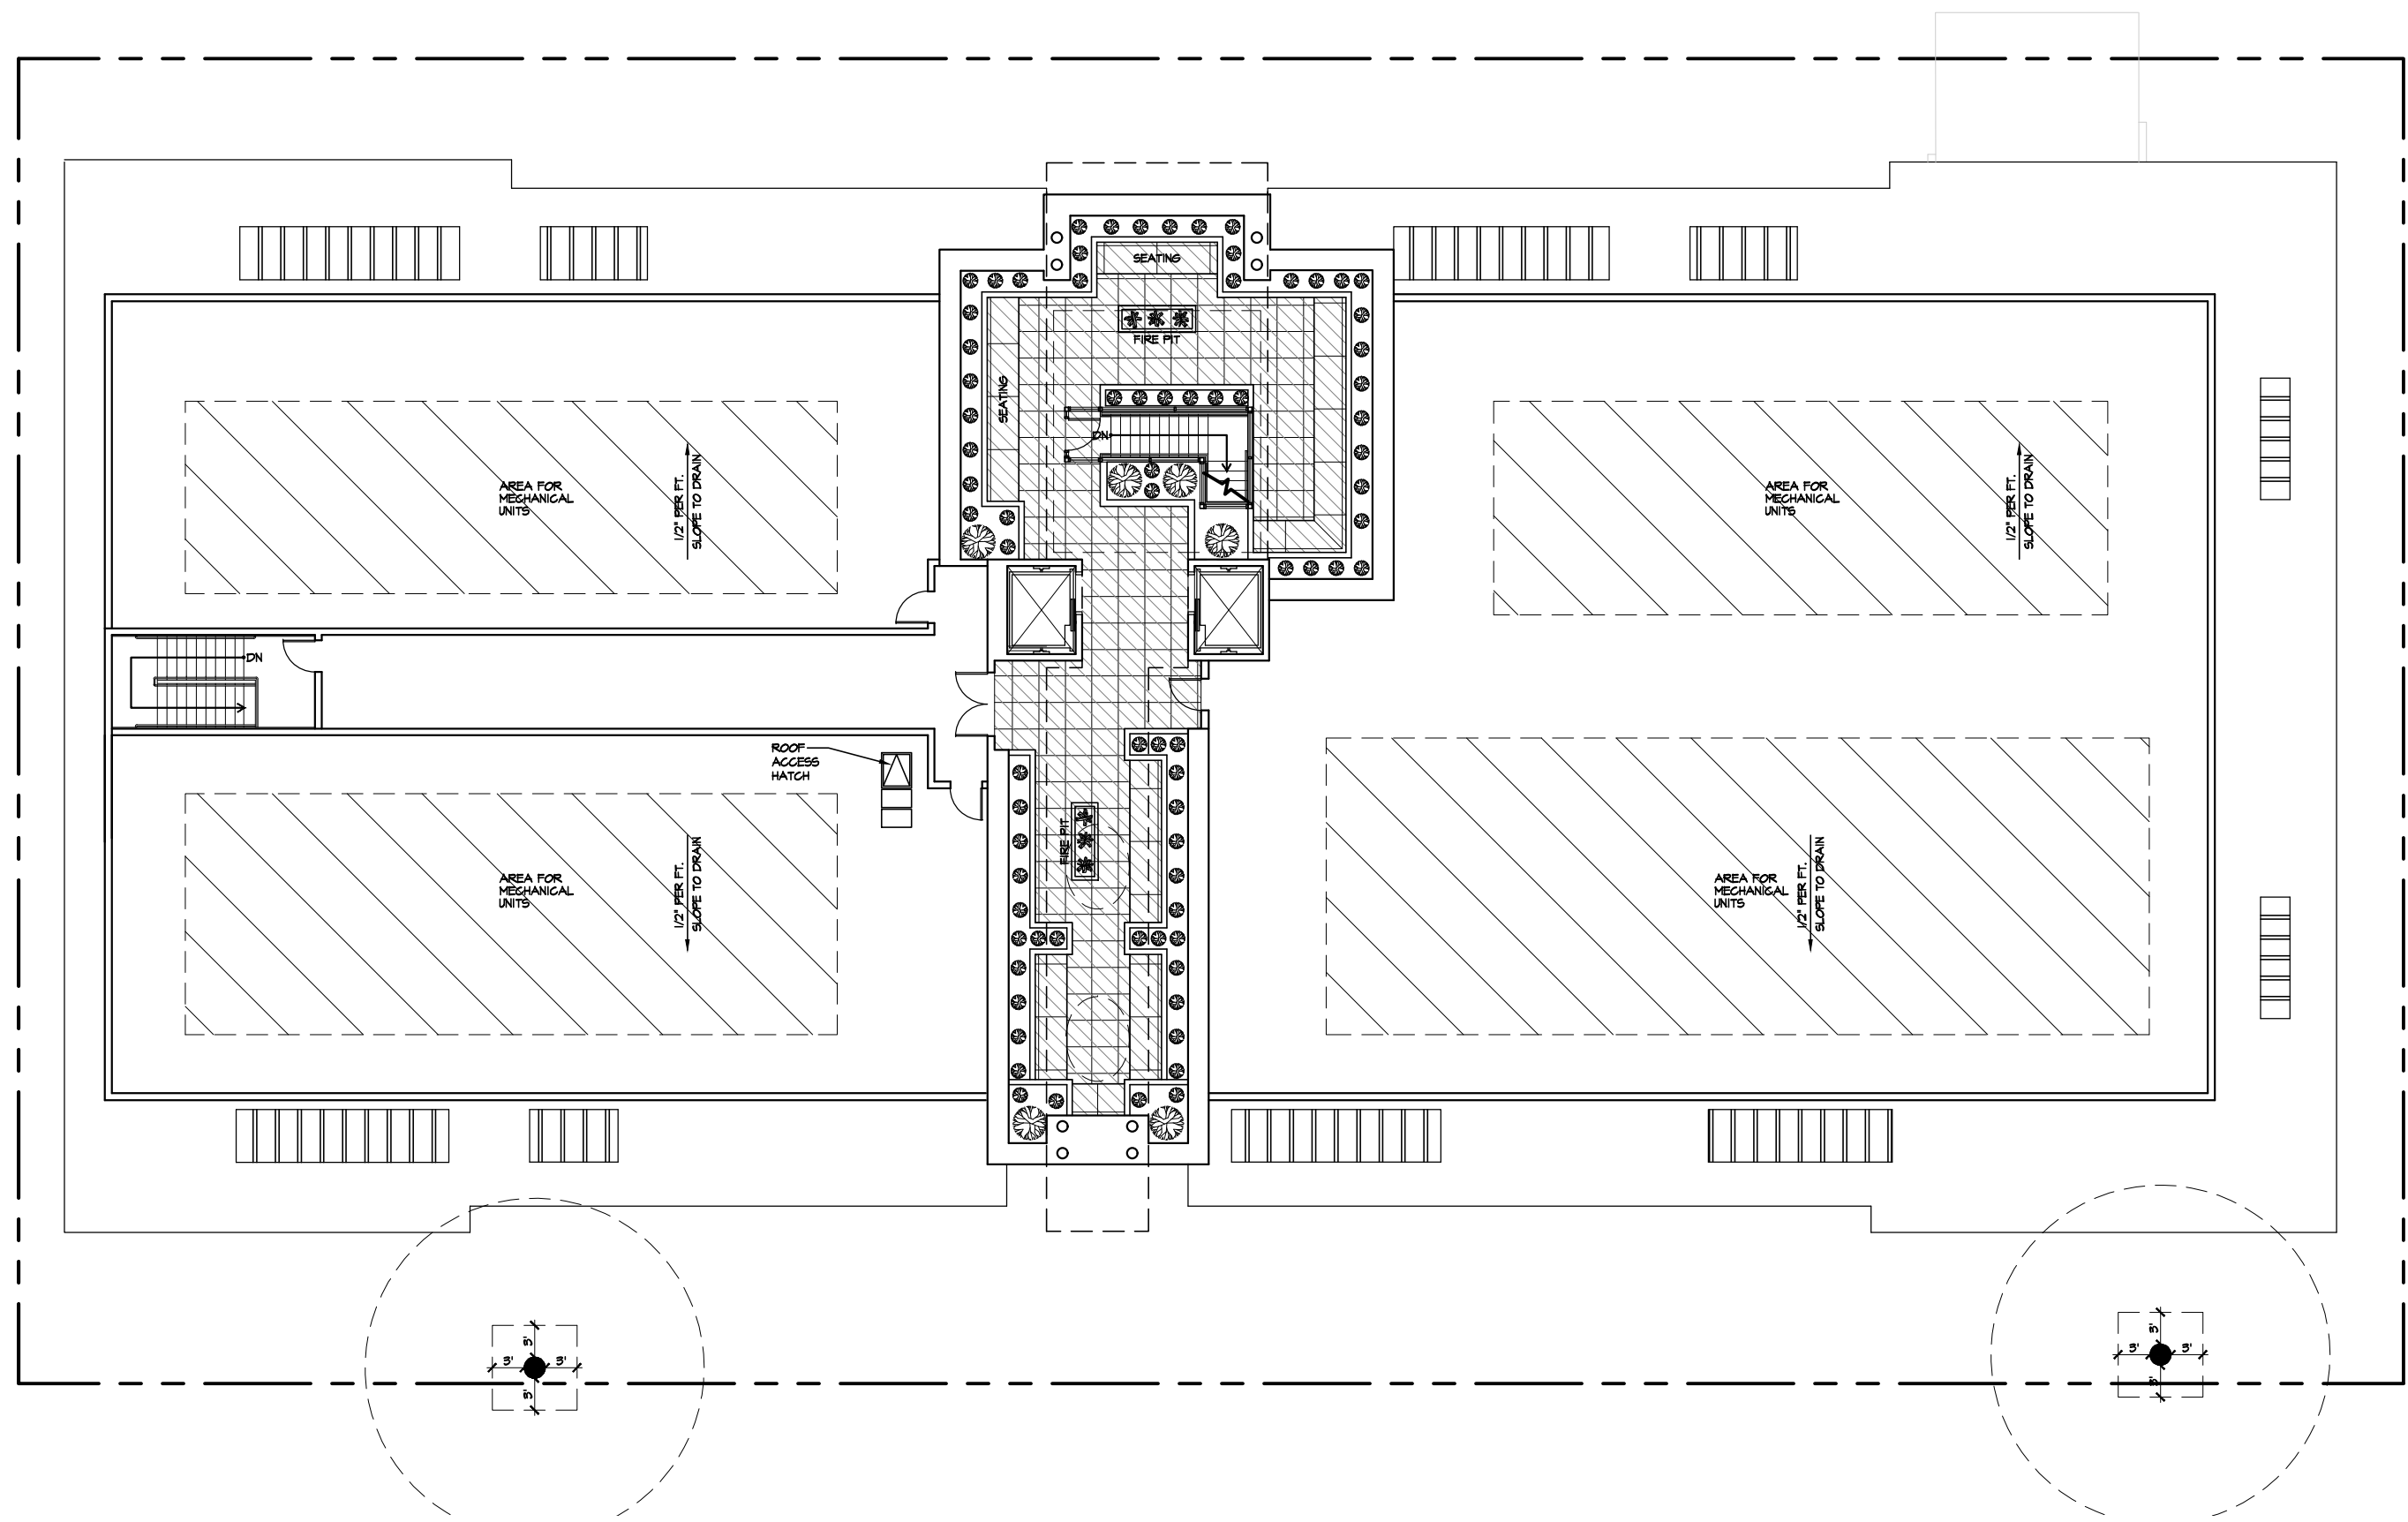 SEATING
FIRE PIT
SEATING
DN
AREA FOR
MECHANICAL
UNITS
1/2" PER FT.
SLOPE TO DRAIN
AREA FOR
MECHANICAL
UNITS
1/2" PER FT.
SLOPE TO DRAIN
DN
ROOF
ACCESS
HATCH
FIRE PIT
AREA FOR
MECHANICAL
UNITS
1/2" PER FT.
SLOPE TO DRAIN
AREA FOR
MECHANICAL
UNITS
1/2" PER FT.
SLOPE TO DRAIN
3'
3'
3'
3'
3'
3'
3'
3'